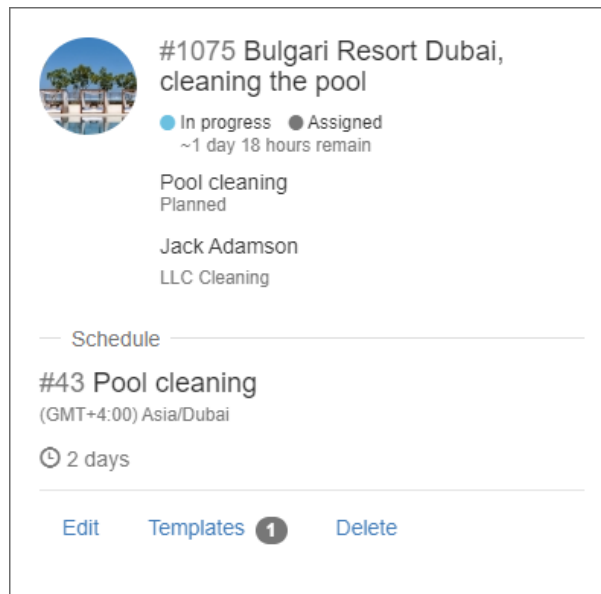 #1075 Bulgari Resort Dubai,
cleaning the pool
In progress Assigned
~1 day 18 hours remain
Pool cleaning
Planned
Jack Adamson
LLC Cleaning
Schedule
#43 Pool cleaning
(GMT+4:00) Asia/Dubai
2 days
Edit Templates 1 Delete